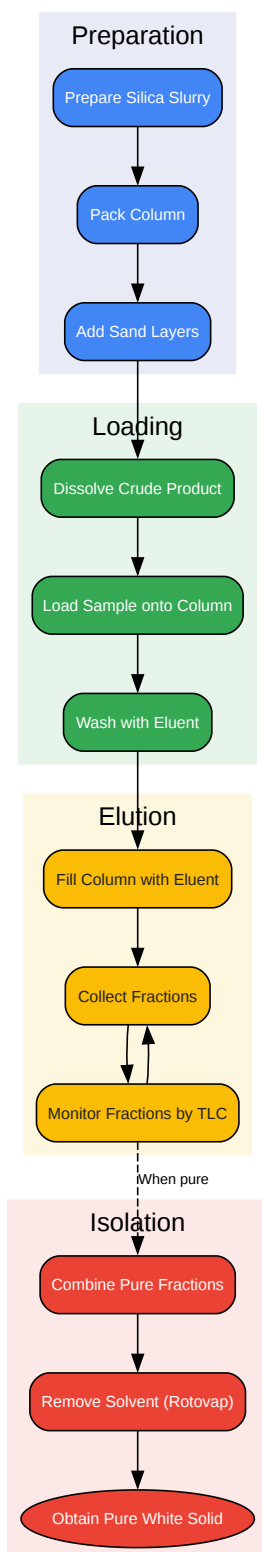 Preparation
Prepare Silica Slurry
Pack Column
Add Sand Layers
Loading
Dissolve Crude Product
Load Sample onto Column
Wash with Eluent
Elution
Fill Column with Eluent
Collect Fractions
Monitor Fractions by TLC
When pure
Isolation
Combine Pure Fractions
Remove Solvent (Rotovap)
Obtain Pure White Solid